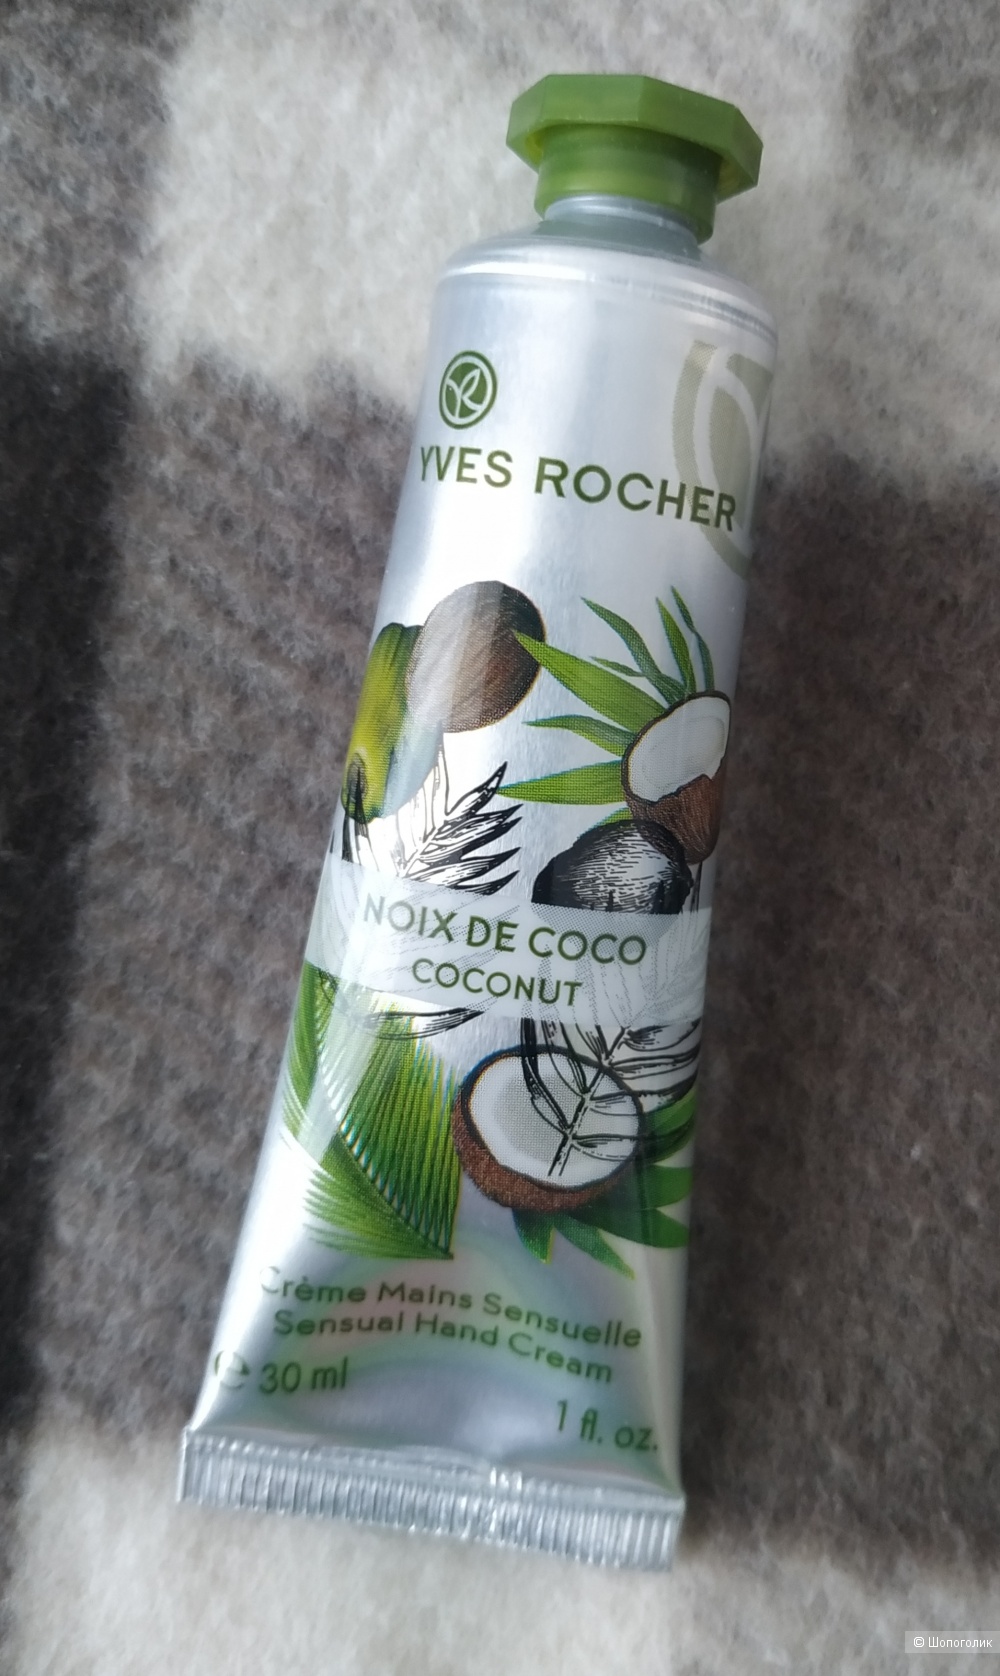 YVES ROCHER
NOIX DE COCO
COCONUT
Crème Mains Sensuelle
Sensual Hand Cream
℮ 30 ml
1 fl. oz.
© Шопоголик